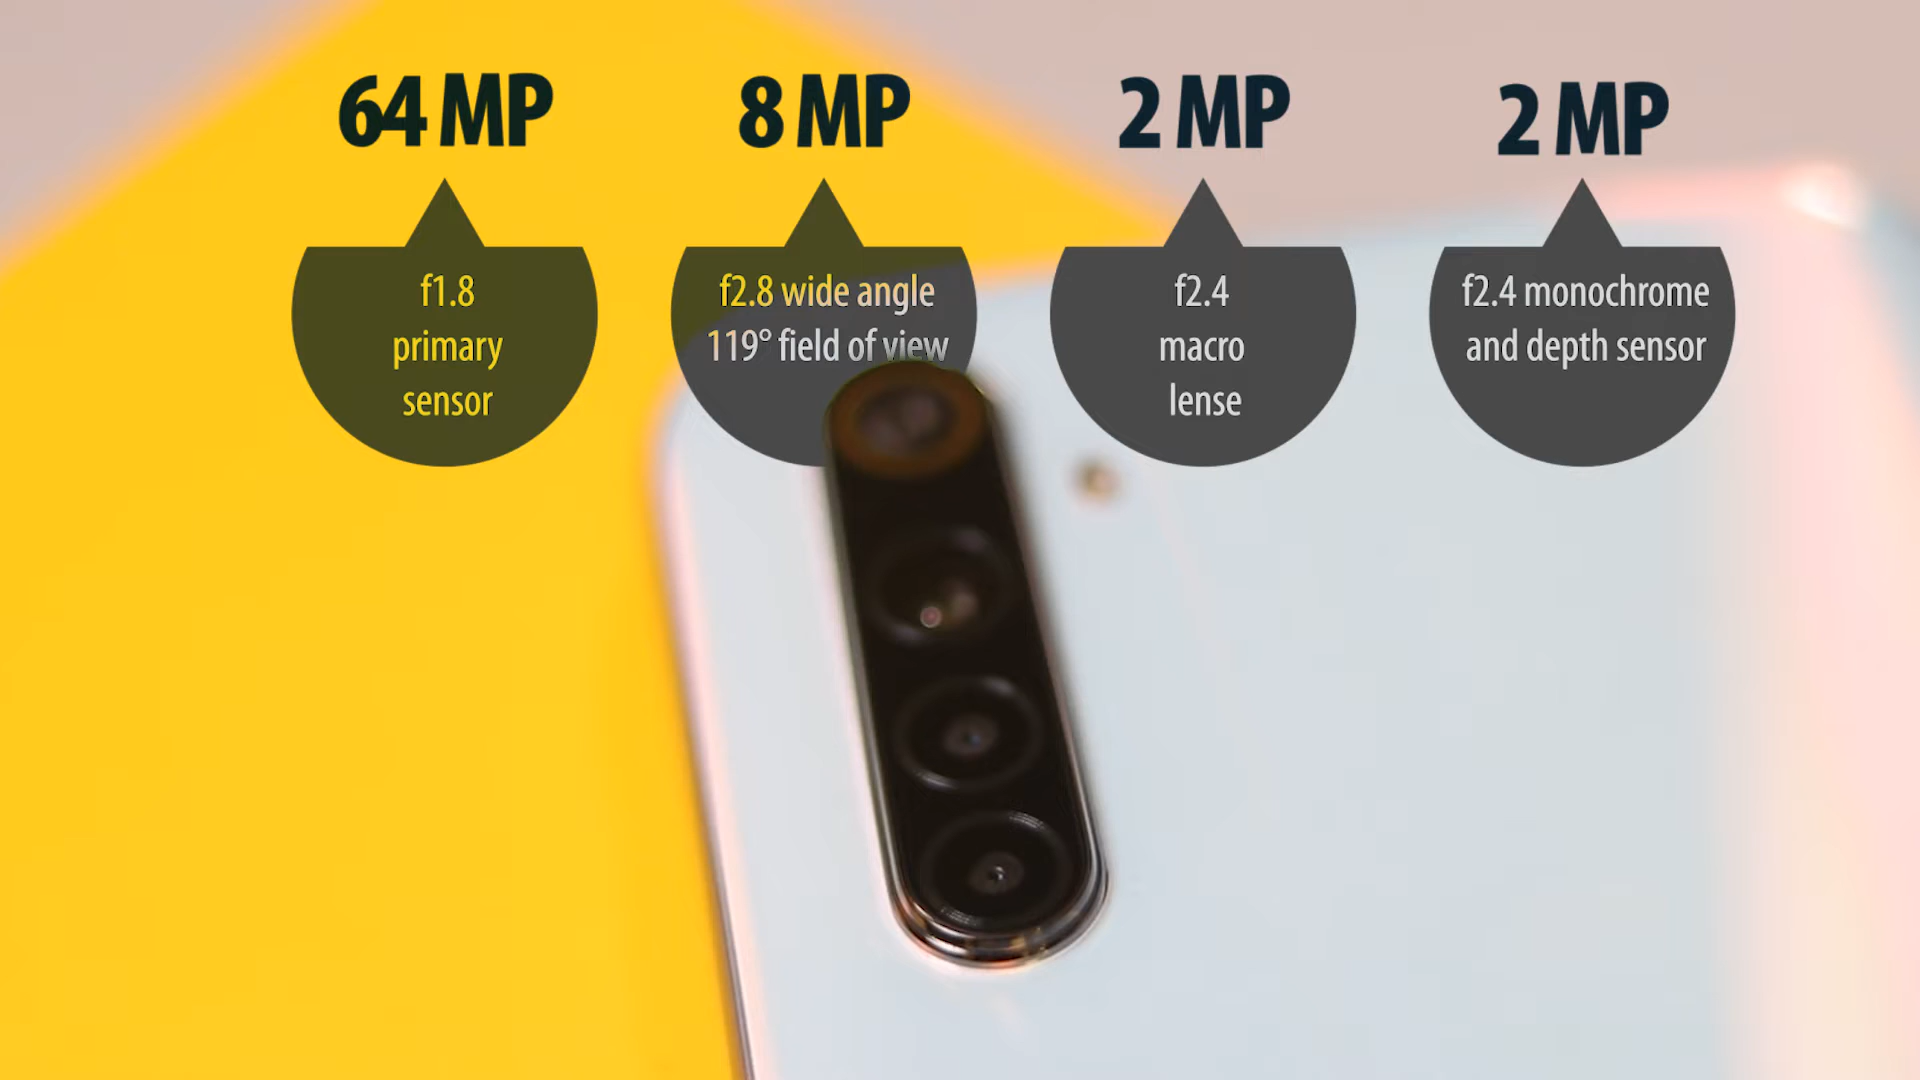 64 MP
f1.8
primary
sensor
8 MP
f2.8 wide angle
119° field of view
2 MP
f2.4
macro
lense
2 MP
f2.4 monochrome
and depth sensor